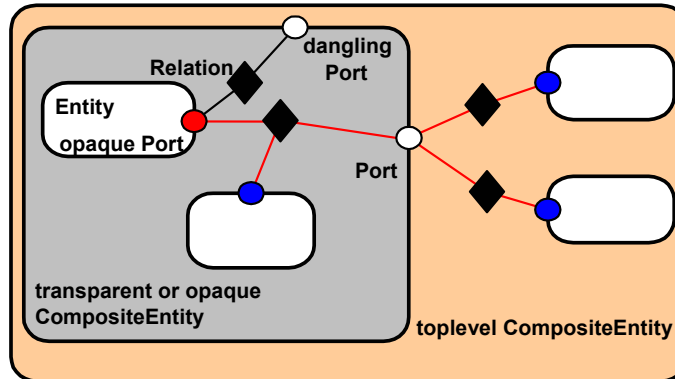 dangling
Port
Relation
Entity
opaque Port
Port
transparent or opaque
CompositeEntity
toplevel CompositeEntity